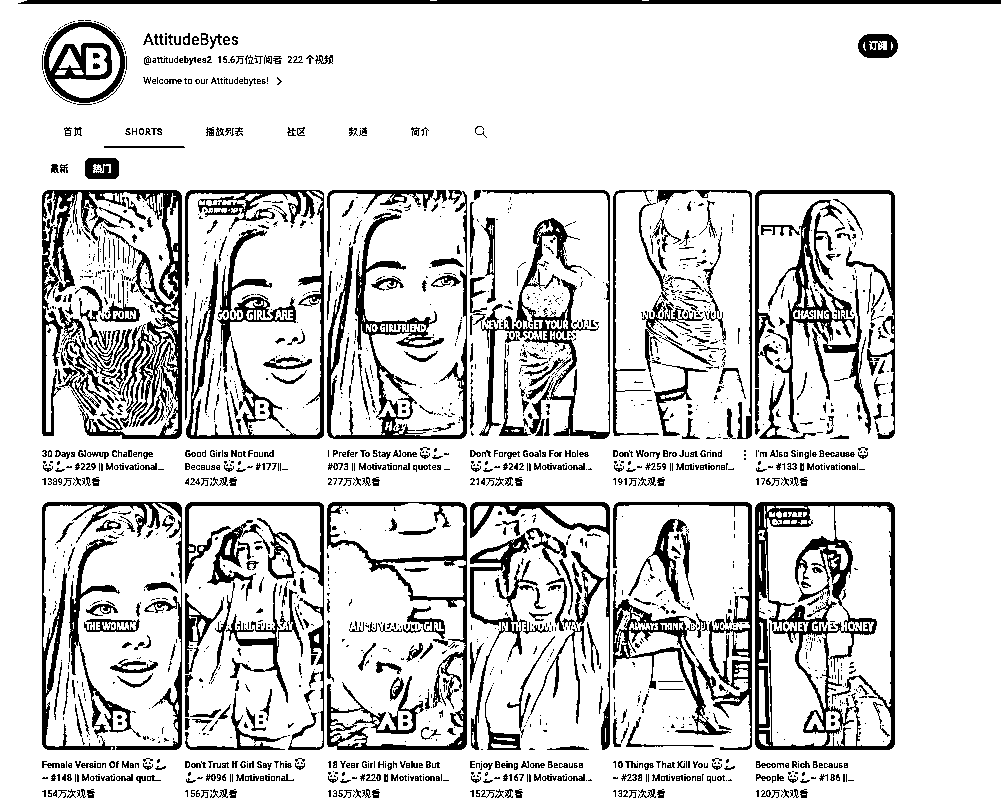 AB
AttitudeBytes
@attitudebytes2 15.6万位订阅者 222 个视频
Welcome to our Attitudebytes! >
订阅
首页 SHORTS 播放列表 社区 频道 简介
最新 热门
PORN
GOOD GIRLS ARE
NO GIRLFRIEND
NEVER FORGET YOUR GOALS
FOR SOME HOLES
NO ONE LOVES YOU
CHASING GIRLS
AB
AB
AB
30 Days Glowup Challenge
~ #229 || Motivational...
1389万次观看
Good Girls Not Found
Because ~ #177||...
424万次观看
I Prefer To Stay Alone ~
#073 || Motivational quotes ...
277万次观看
Don't Forget Goals For Holes
~ #242 || Motivational...
214万次观看
Don't Worry Bro Just Grind
~ #259 || Motivational...
191万次观看
I'm Also Single Because
~ #133 || Motivational...
176万次观看
THE WOMAN
IF A GIRL EVER SAY
AN 18 YEAR OLD GIRL
IN THEIR OWN WAY
ALWAYS THINK ABOUT WOMEN
MONEY GIVES HONEY
AB
AB
AB
AB
Female Version Of Man
~ #148 || Motivational quot...
154万次观看
Don't Trust If Girl Say This
~ #096 || Motivational...
156万次观看
18 Year Girl High Value But
~ #220 || Motivational...
135万次观看
Enjoy Being Alone Because
~ #167 || Motivational...
152万次观看
10 Things That Kill You
~ #238 || Motivational quot...
132万次观看
Become Rich Because
People ~ #186 ||...
120万次观看